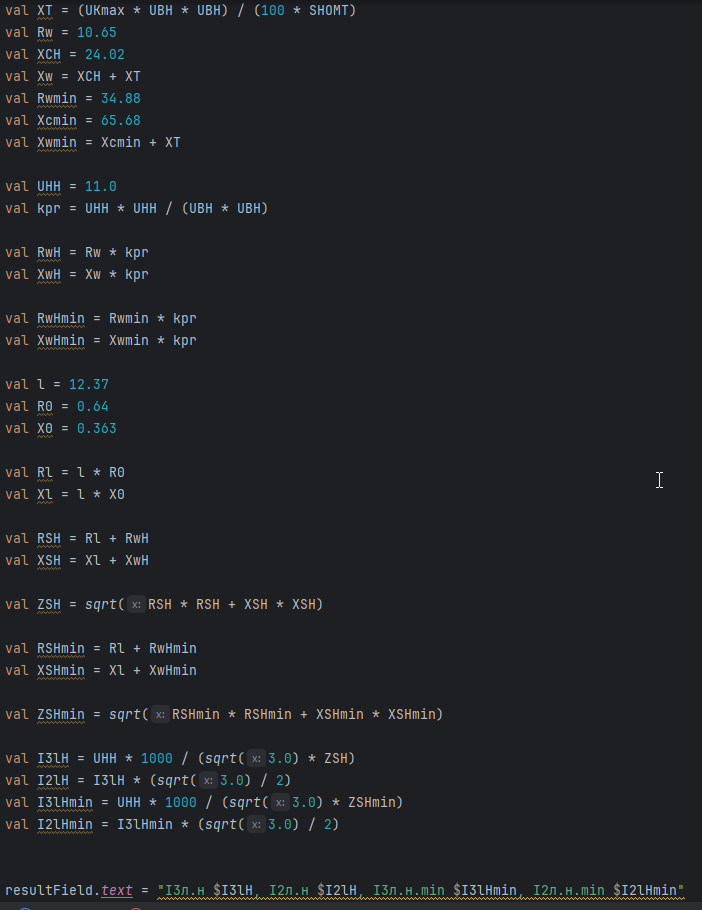 val XT = (UKmax * UBH * UBH) / (100 * SHOMT)
val Rw = 10.65
val XCH = 24.02
val Xw = XCH + XT
val Rwmin = 34.88
val Xcmin = 65.68
val Xwmin = Xcmin + XT
val UHH = 11.0
val kpr = UHH * UHH / (UBH * UBH)
val RwH = Rw * kpr
val XwH = Xw * kpr
val RwHmin = Rwmin * kpr
val XwHmin = Xwmin * kpr
val l = 12.37
val R0 = 0.64
val X0 = 0.363
val Rl = l * R0
val Xl = l * X0
val RSH = Rl + RwH
val XSH = Xl + XwH
val ZSH = sqrt( x: RSH * RSH + XSH * XSH)
val RSHmin = Rl + RwHmin
val XSHmin = Xl + XwHmin
val ZSHmin = sqrt( x: RSHmin * RSHmin + XSHmin * XSHmin)
val I3lH = UHH * 1000 / (sqrt( x: 3.0) * ZSH)
val I2lH = I3lH * (sqrt( x: 3.0) / 2)
val I3lHmin = UHH * 1000 / (sqrt( x: 3.0) * ZSHmin)
val I2lHmin = I3lHmin * (sqrt( x: 3.0) / 2)
resultField.text = "I3л.н $I3lH, I2л.н $I2lH, I3л.н.min $I3lHmin, I2л.н.min $I2lHmin"